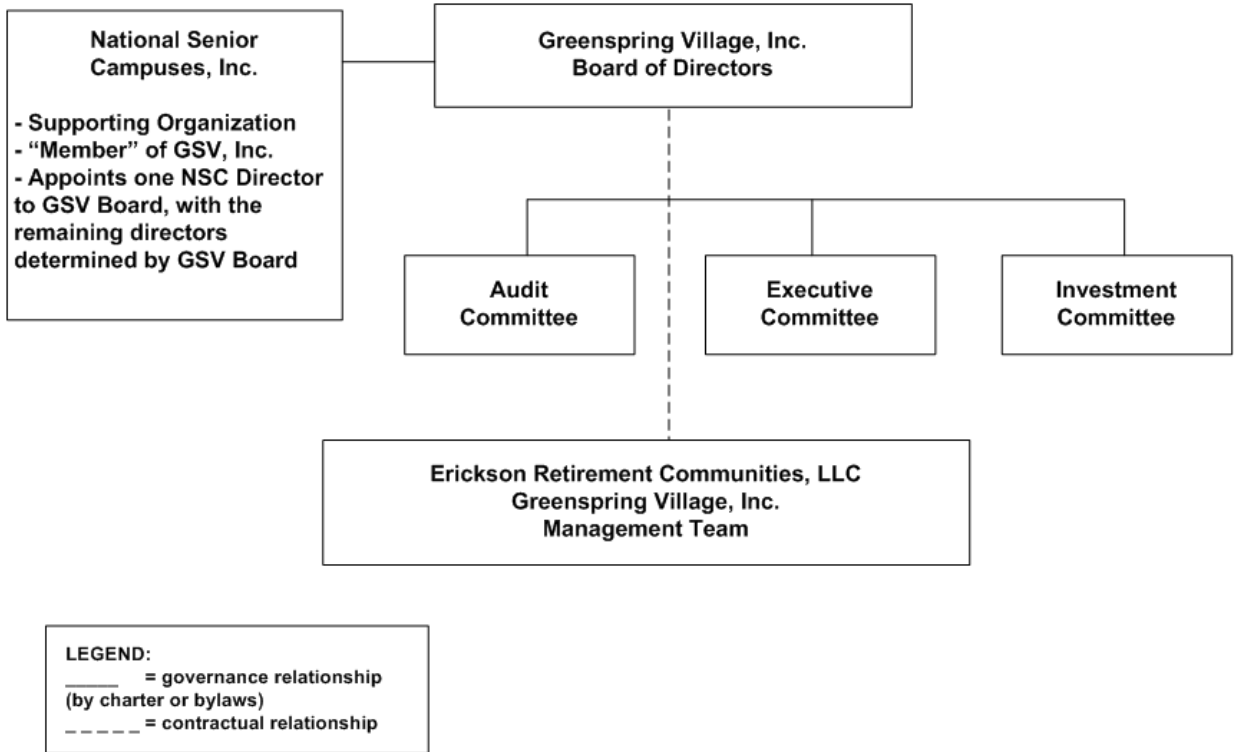 National Senior
Campuses, Inc.
- Supporting Organization
- “Member” of GSV, Inc.
- Appoints one NSC Director
to GSV Board, with the
remaining directors
determined by GSV Board
Greenspring Village, Inc.
Board of Directors
Audit
Committee
Executive
Committee
Investment
Committee
Erickson Retirement Communities, LLC
Greenspring Village, Inc.
Management Team
LEGEND:
_____ = governance relationship
(by charter or bylaws)
_ _ _ _ _ = contractual relationship